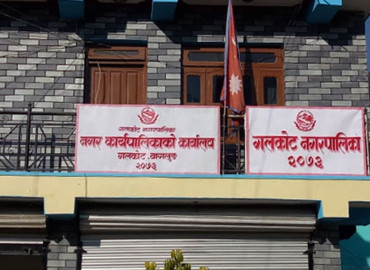 गलकोट नगरपालिका
नगर कार्यपालिकाको कार्यालय
गलकोट, बागलुङ
२०७३
गलकोट नगरपालिका
२०७३